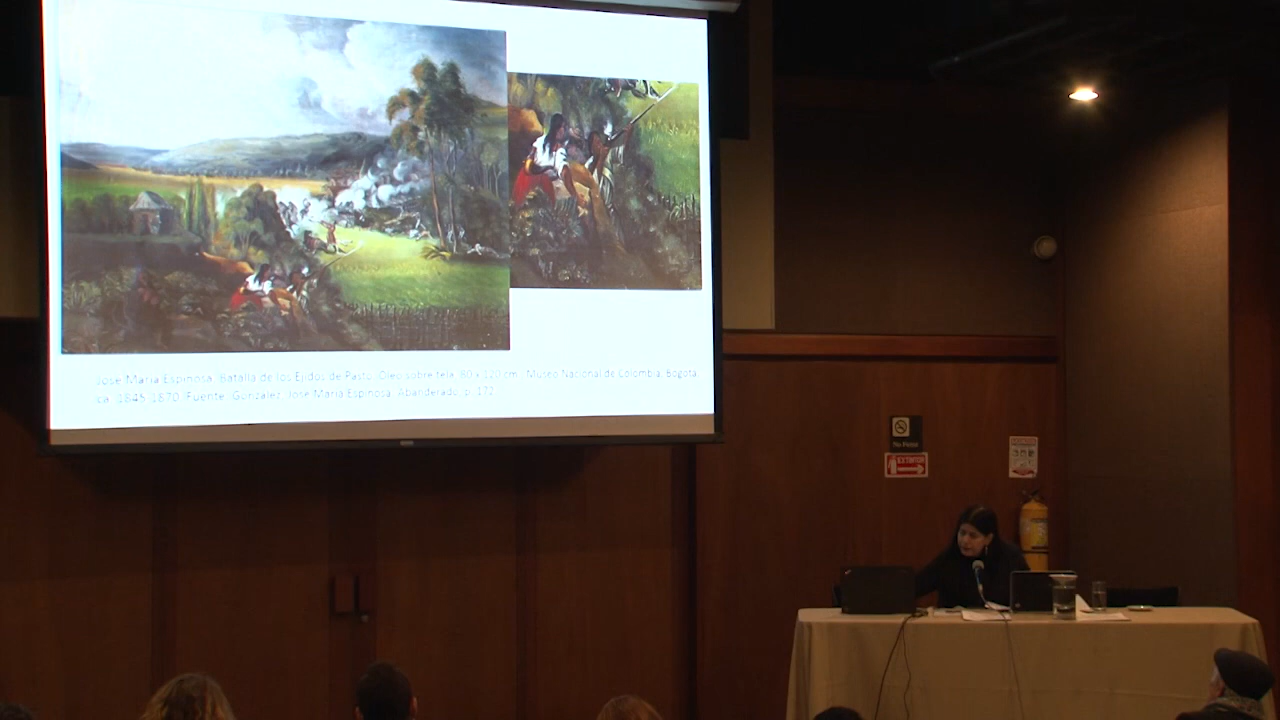 José María Espinosa. Batalla de los Ejidos de Pasto. Óleo sobre tela. 80 x 120 cm. Museo Nacional de Colombia, Bogotá
ca. 1845 1870. Fuente: González, José María Espinosa. Abanderado, p. 172
No Fumar
EXTINTOR